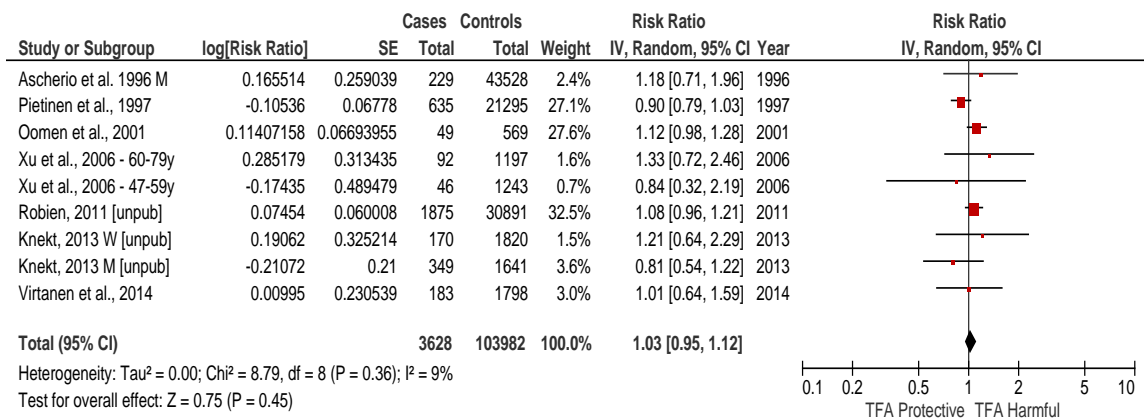 Cases Controls Risk Ratio Risk Ratio
Study or Subgroup log[Risk Ratio] SE Total Total Weight IV, Random, 95% CI Year IV, Random, 95% CI
Ascherio et al. 1996 M 0.165514 0.259039 229 43528 2.4% 1.18 [0.71, 1.96] 1996
Pietinen et al., 1997 -0.10536 0.06778 635 21295 27.1% 0.90 [0.79, 1.03] 1997
Oomen et al., 2001 0.11407158 0.06693955 49 569 27.6% 1.12 [0.98, 1.28] 2001
Xu et al., 2006 - 60-79y 0.285179 0.313435 92 1197 1.6% 1.33 [0.72, 2.46] 2006
Xu et al., 2006 - 47-59y -0.17435 0.489479 46 1243 0.7% 0.84 [0.32, 2.19] 2006
Robien, 2011 [unpub] 0.07454 0.060008 1875 30891 32.5% 1.08 [0.96, 1.21] 2011
Knekt, 2013 W [unpub] 0.19062 0.325214 170 1820 1.5% 1.21 [0.64, 2.29] 2013
Knekt, 2013 M [unpub] -0.21072 0.21 349 1641 3.6% 0.81 [0.54, 1.22] 2013
Virtanen et al., 2014 0.00995 0.230539 183 1798 3.0% 1.01 [0.64, 1.59] 2014
Total (95% CI) 3628 103982 100.0% 1.03 [0.95, 1.12]
Heterogeneity: Tau² = 0.00; Chi² = 8.79, df = 8 (P = 0.36); I² = 9%
Test for overall effect: Z = 0.75 (P = 0.45)
0.1 0.2 0.5 1 2 5 10
TFA Protective TFA Harmful